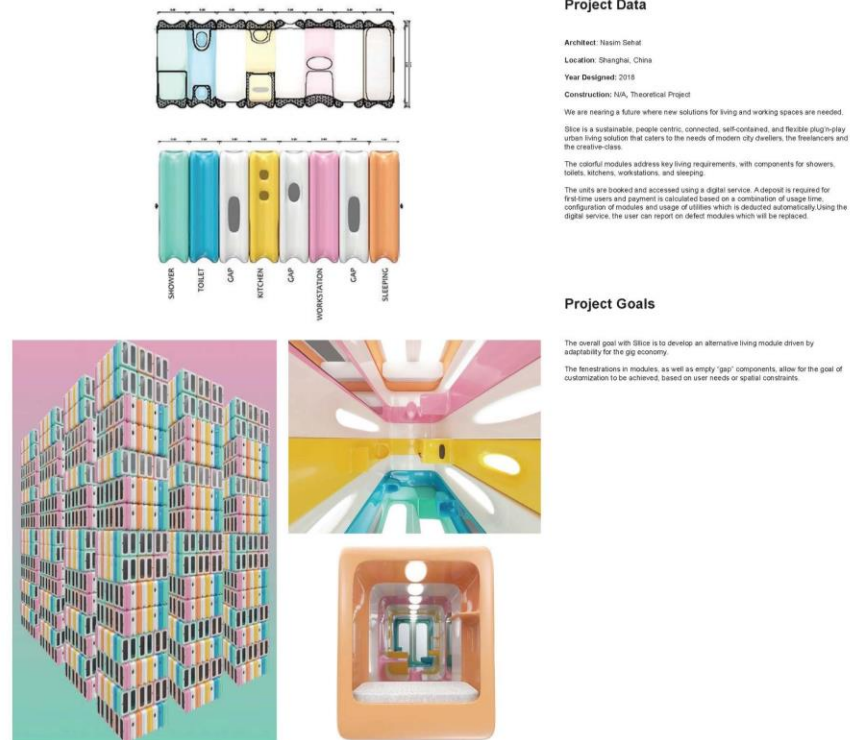 Project Data
Architect: Nasim Sehat
Location: Shanghai, China
Year Designed: 2018
Construction: N/A, Theoretical Project
We are nearing a future where new solutions for living and working spaces are needed.
Slice is a sustainable, people centric, connected, self-contained, and flexible plug'n-play
urban living solution that caters to the needs of modern city dwellers, the freelancers and
the creative-class.
The colorful modules address key living requirements, with components for showers,
toilets, kitchens, workstations, and sleeping.
The units are booked and accessed using a digital service. A deposit is required for
first-time users and payment is calculated based on a combination of usage time,
configuration of modules and usage of utilities which is deducted automatically.Using the
digital service, the user can report on defect modules which will be replaced.
SHOWER
TOILET
GAP
KITCHEN
GAP
WORKSTATION
GAP
SLEEPING
Project Goals
The overall goal with Sllice is to develop an alternative living module driven by
adaptability for the gig economy.
The fenestrations in modules, as well as empty "gap" components, allow for the goal of
customization to be achieved, based on user needs or spatial constraints.